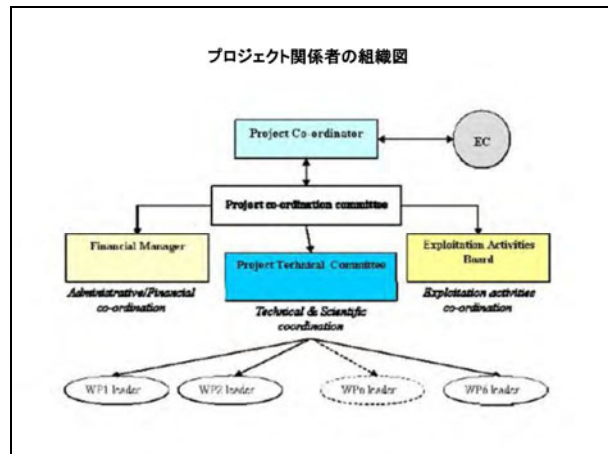 プロジェクト関係者の組織図
Project Co-ordinator
EC
Project co-ordination committee
Financial Manager
Project Technical Committee
Exploitation Activities
Board
Administrative/Financial
co-ordination
Technical & Scientific
coordination
Exploitation activities
co-ordination
WP1 leader
WP2 leader
WPn leader
WP6 leader